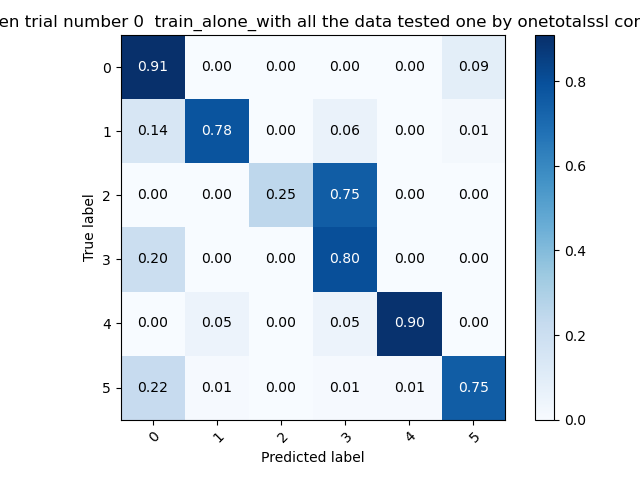 en trial number 0 train_alone_with all the data tested one by onetotalssl cor
0 0.91 0.00 0.00 0.00 0.00 0.09
1 0.14 0.78 0.00 0.06 0.00 0.01
2 0.00 0.00 0.25 0.75 0.00 0.00
3 0.20 0.00 0.00 0.80 0.00 0.00
4 0.00 0.05 0.00 0.05 0.90 0.00
5 0.22 0.01 0.00 0.01 0.01 0.75
0 1 2 3 4 5
True label
Predicted label
0.8
0.6
0.4
0.2
0.0